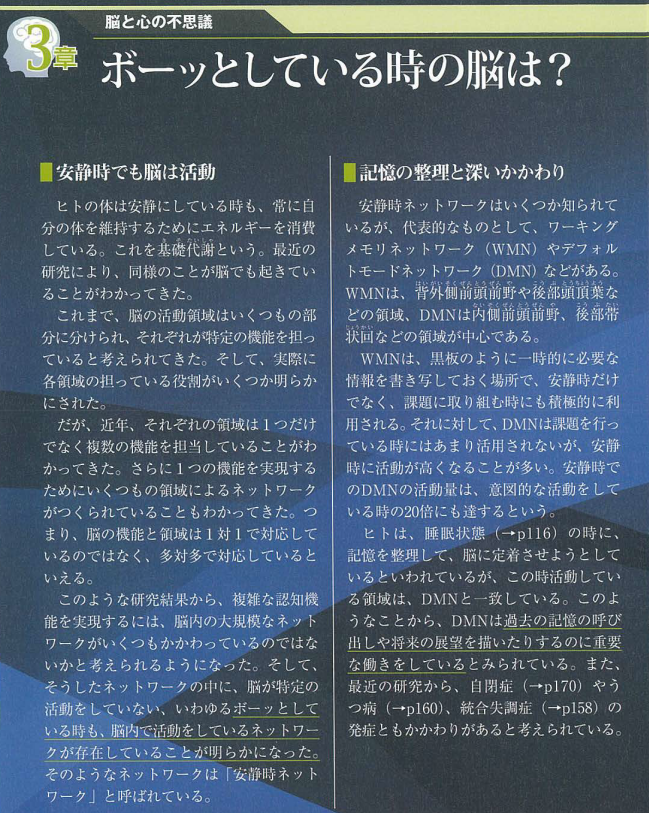 脳と心の不思議
3章
ボーッとしている時の脳は？
安静時でも脳は活動
ヒトの体は安静にしている時も、常に自
分の体を維持するためにエネルギーを消費
している。これを基礎代謝という。最近の
研究により、同様のことが脳でも起きてい
ることがわかってきた。
これまで、脳の活動領域はいくつもの部
分に分けられ、それぞれが特定の機能を担っ
ていると考えられてきた。そして、実際に
各領域の担っている役割がいくつか明らか
にされた。
だが、近年、それぞれの領域は１つだけ
でなく複数の機能を担当していることがわ
かってきた。さらに１つの機能を実現する
ためにいくつもの領域によるネットワーク
がつくられていることもわかってきた。つ
まり、脳の機能と領域は１対１で対応して
いるのではなく、多対多で対応していると
いえる。
このような研究結果から、複雑な認知機
能を実現するには、脳内の大規模なネット
ワークがいくつもかかわっているのではな
いかと考えられるようになった。そして、
そうしたネットワークの中に、脳が特定の
活動をしていない、いわゆるボーッとして
いる時も、脳内で活動をしているネットワー
クが存在していることが明らかになった。
そのようなネットワークは「安静時ネット
ワーク」と呼ばれている。
記憶の整理と深いかかわり
安静時ネットワークはいくつか知られて
いるが、代表的なものとして、ワーキング
メモリネットワーク（WMN）やデフォル
トモードネットワーク（DMN）などがある。
WMNは、背外側前頭前野や後部頭頂葉な
どの領域、DMNは内側前頭前野、後部帯
状回などの領域が中心である。
WMNは、黒板のように一時的に必要な
情報を書き写しておく場所で、安静時だけ
でなく、課題に取り組む時にも積極的に利
用される。それに対して、DMNは課題を行っ
ている時にはあまり活用されないが、安静
時に活動が高くなることが多い。安静時で
のDMNの活動量は、意図的な活動をして
いる時の20倍にも達するという。
ヒトは、睡眠状態（→p116）の時に、
記憶を整理して、脳に定着させようとして
いるといわれているが、この時活動してい
る領域は、DMNと一致している。このよ
うなことから、DMNは過去の記憶の呼び
出しや将来の展望を描いたりするのに重要
な働きをしているとみられている。また、
最近の研究から、自閉症（→p170）やう
つ病（→p160）、統合失調症（→p158）の
発症ともかかわりがあると考えられている。